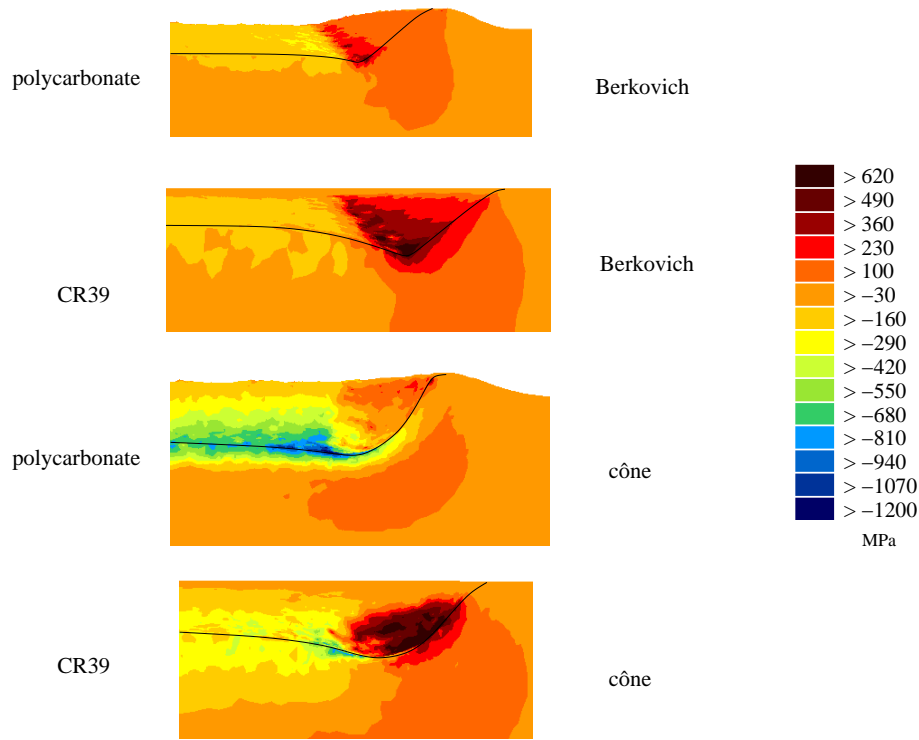 polycarbonate
Berkovich
CR39
Berkovich
polycarbonate
cône
CR39
cône
> 620
> 490
> 360
> 230
> 100
> −30
> −160
> −290
> −420
> −550
> −680
> −810
> −940
> −1070
> −1200
MPa